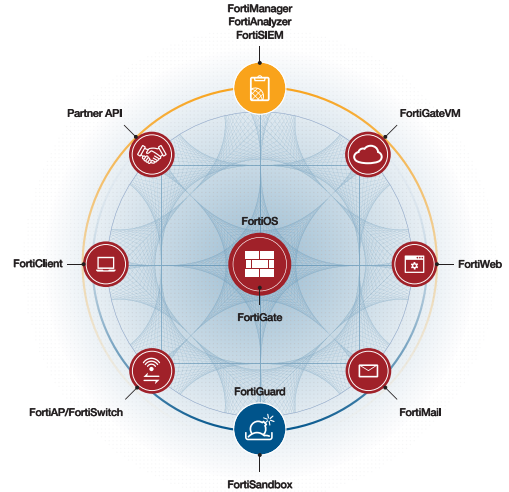 FortiManager
FortiAnalyzer
FortiSIEM
Partner API
FortiGateVM
FortiOS
FortiClient
FortiWeb
FortiGate
FortiGuard
FortiAP/FortiSwitch
FortiMail
FortiSandbox